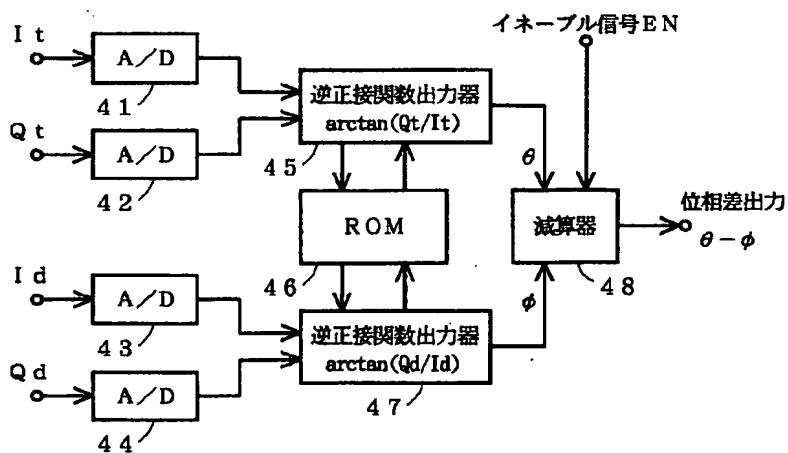 It
A/D
41
Qt
A/D
42
逆正接関数出力器
arctan(Qt/It)
45
イネーブル信号EN
θ
ROM
46
減算器
48
位相差出力
θ-φ
Id
A/D
43
Qd
A/D
44
逆正接関数出力器
arctan(Qd/Id)
47
φ